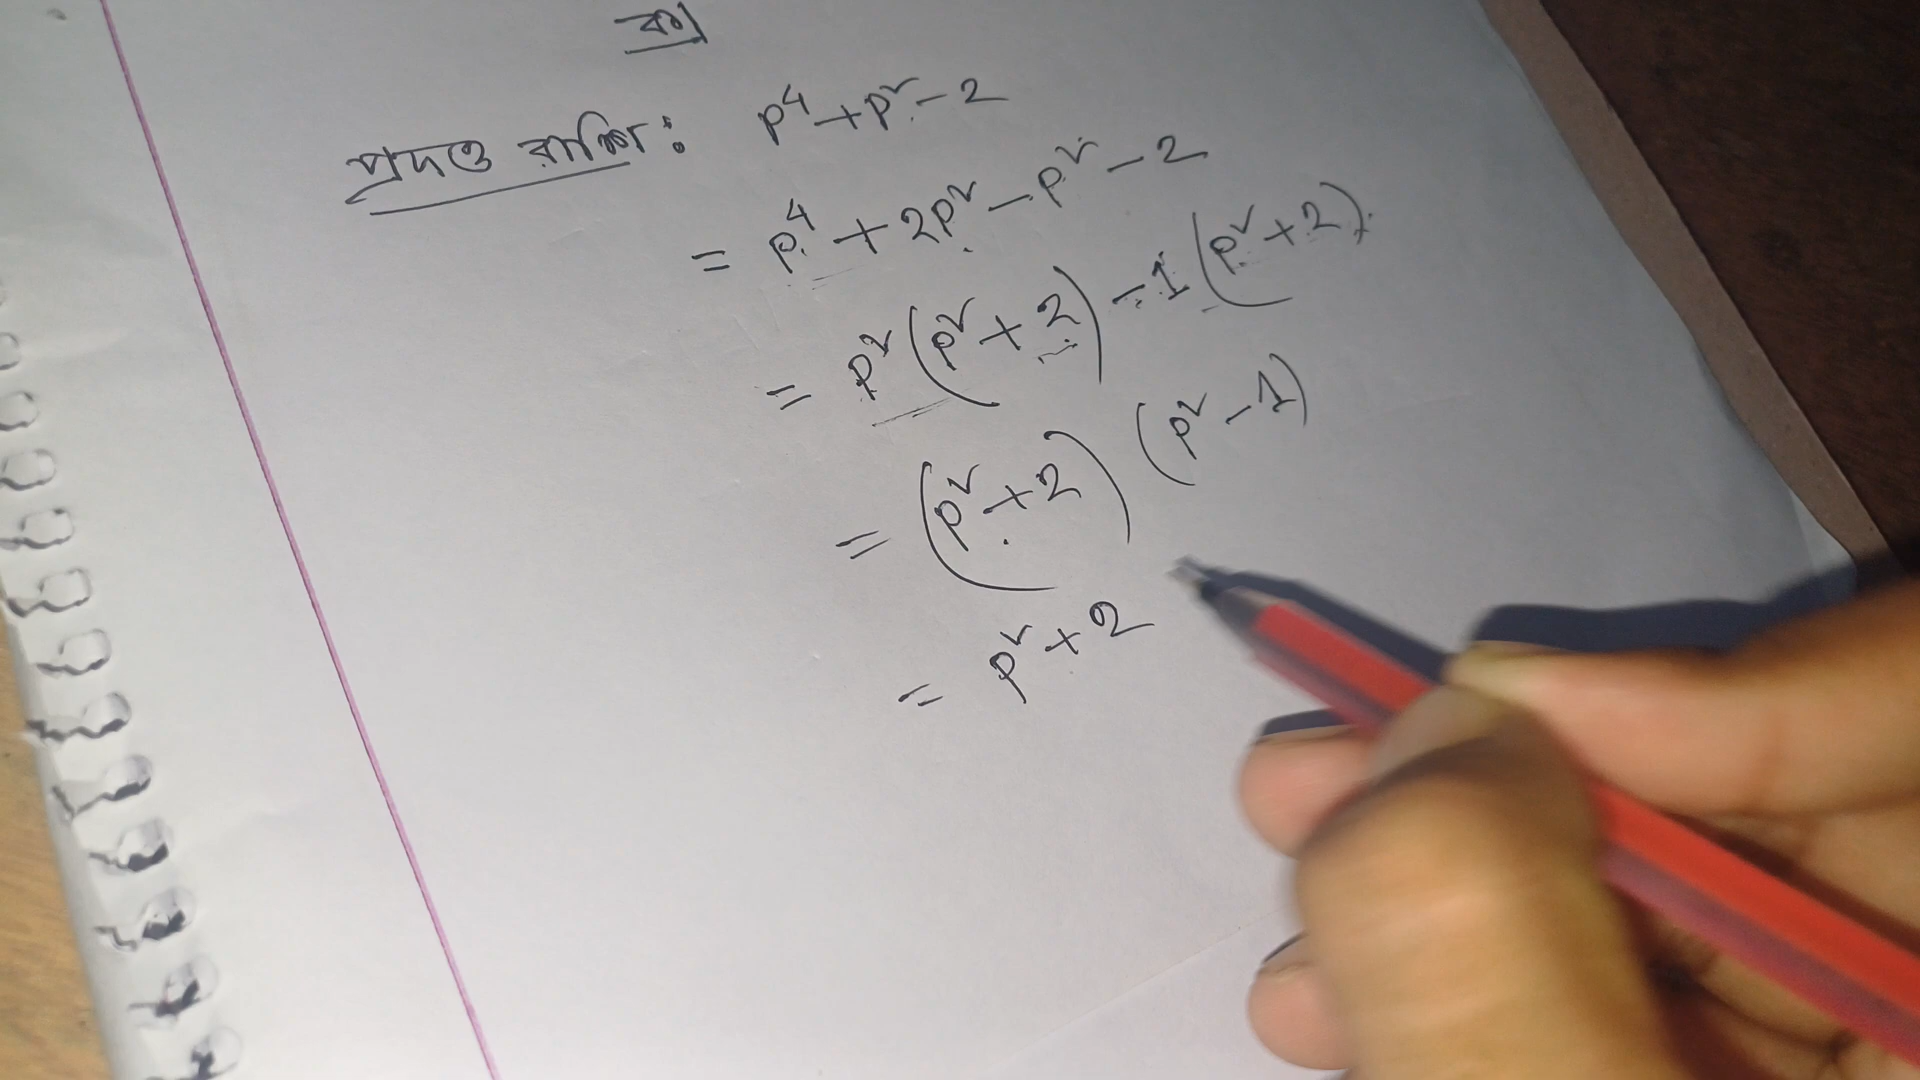 প্রদত্ত রাশি: p⁴+p²-2
= p⁴+2p²-p²-2
= p²(p²+2)-1(p²+2)
= (p²+2)(p²-1)
= p²+2